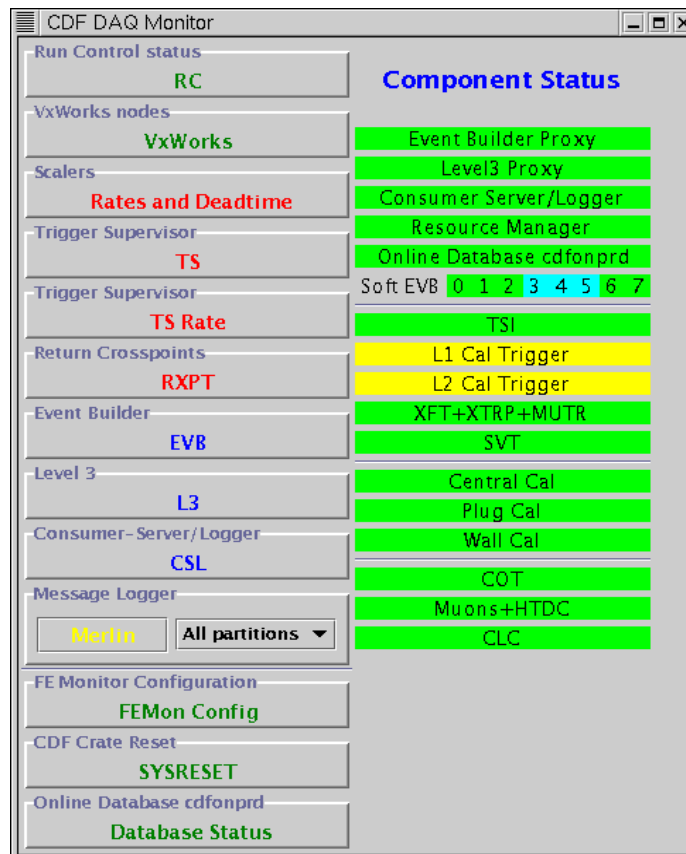 CDF DAQ Monitor
Run Control status
RC
VxWorks nodes
VxWorks
Scalers
Rates and Deadtime
Trigger Supervisor
TS
Trigger Supervisor
TS Rate
Return Crosspoints
RXPT
Event Builder
EVB
Level 3
L3
Consumer-Server/Logger
CSL
Message Logger
Merlin All partitions
FE Monitor Configuration
FEMon Config
CDF Crate Reset
SYSRESET
Online Database cdfonprd
Database Status
Component Status
Event Builder Proxy
Level3 Proxy
Consumer Server/Logger
Resource Manager
Online Database cdfonprd
Soft EVB 0 1 2 3 4 5 6 7
TSI
L1 Cal Trigger
L2 Cal Trigger
XFT+XTRP+MUTR
SVT
Central Cal
Plug Cal
Wall Cal
COT
Muons+HTDC
CLC